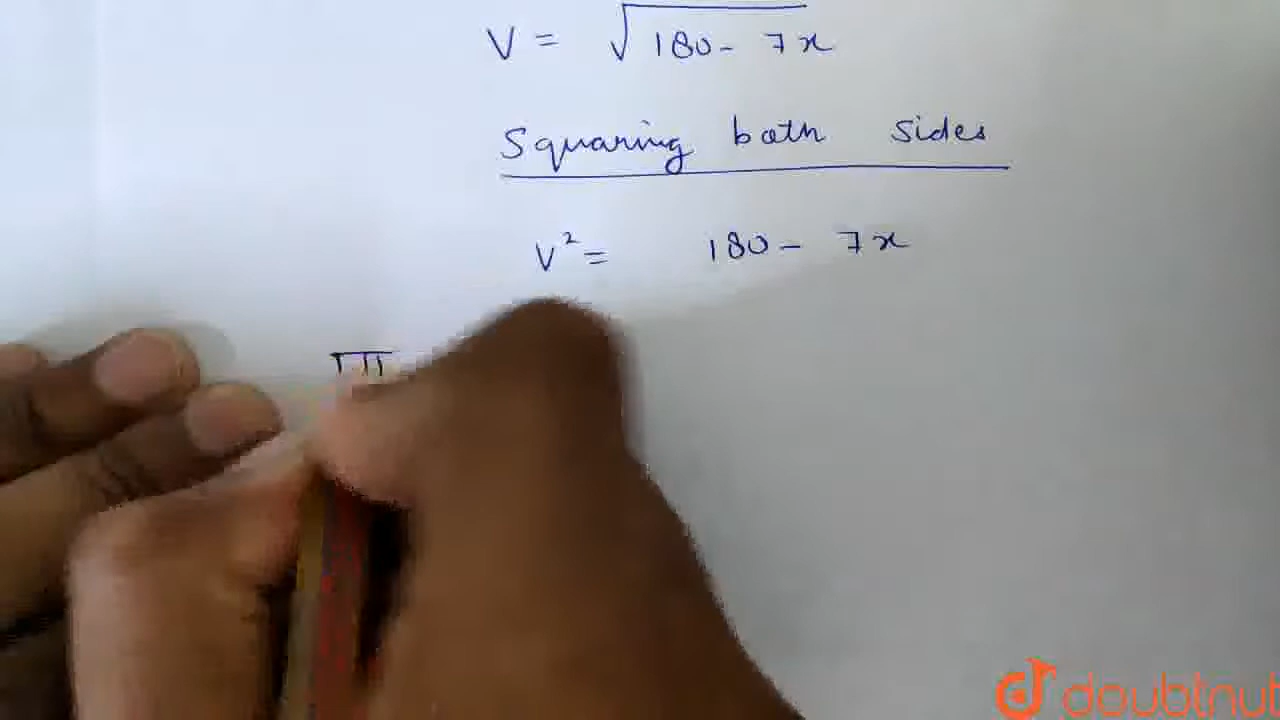 V = √180 - 7x
Squaring both sides
V² = 180 - 7x
doubtnut